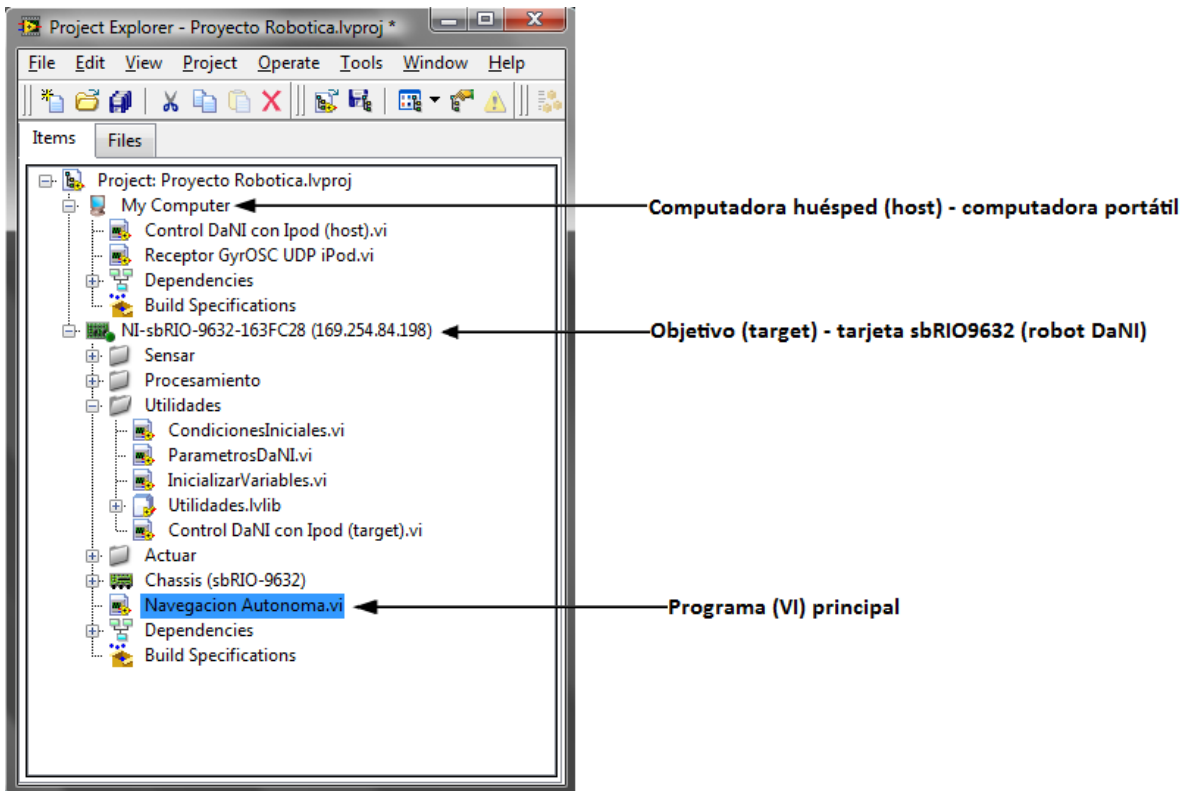 Project Explorer - Proyecto Robotica.lvproj *
File Edit View Project Operate Tools Window Help
Items Files
Project: Proyecto Robotica.lvproj
My Computer
Computadora huésped (host) - computadora portátil
Control DaNI con Ipod (host).vi
Receptor GyrOSC UDP iPod.vi
Dependencies
Build Specifications
NI-sbRIO-9632-163FC28 (169.254.84.198)
Objetivo (target) - tarjeta sbRIO9632 (robot DaNI)
Sensar
Procesamiento
Utilidades
CondicionesIniciales.vi
ParametrosDaNI.vi
InicializarVariables.vi
Utilidades.lvlib
Control DaNI con Ipod (target).vi
Actuar
Chassis (sbRIO-9632)
Navegacion Autonoma.vi
Programa (VI) principal
Dependencies
Build Specifications